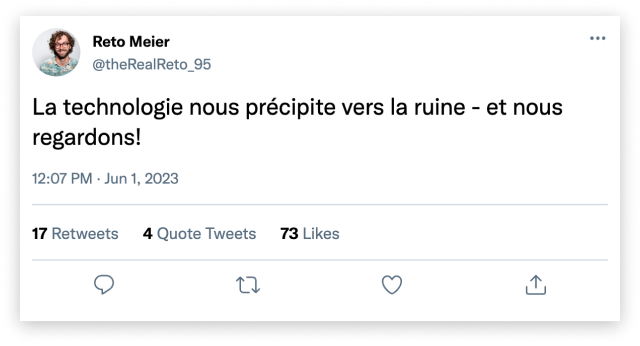 Reto Meier
@theRealReto_95
La technologie nous précipite vers la ruine - et nous
regardons!
12:07 PM · Jun 1, 2023
17 Retweets 4 Quote Tweets 73 Likes